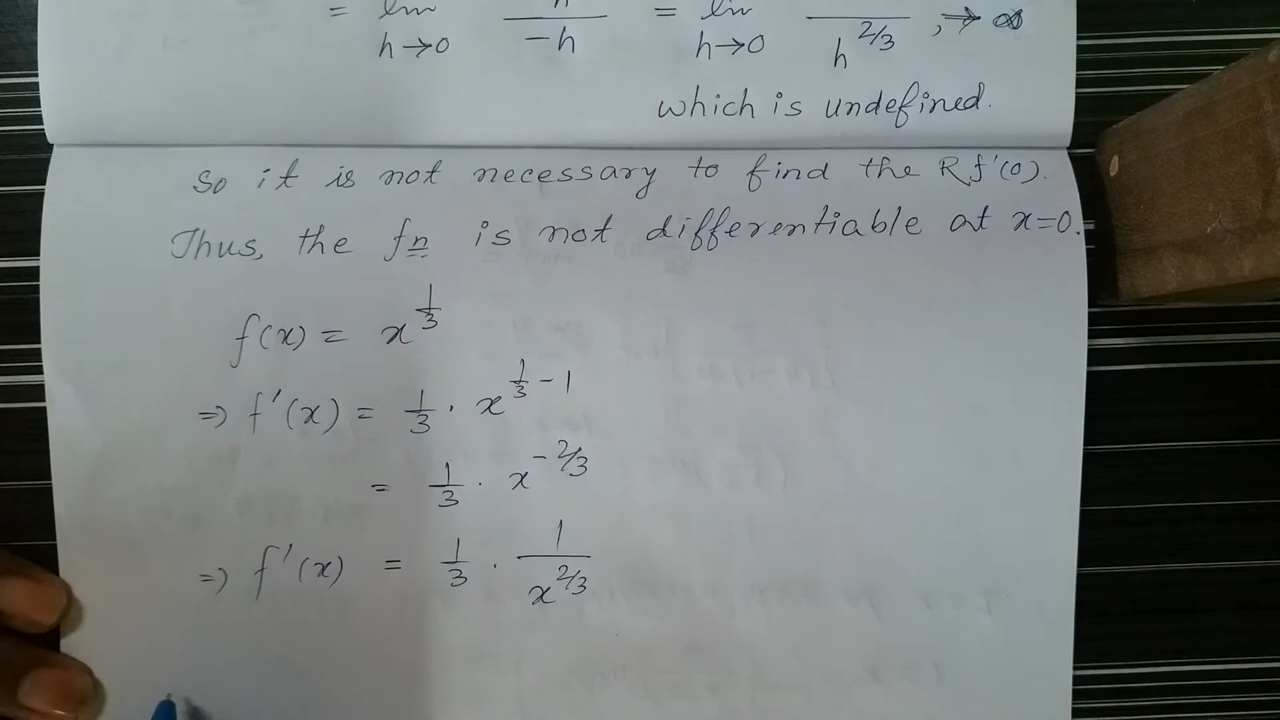 = lim h→0 /-h = lim h→0 /h^2/3, → ∞
which is undefined.
So it is not necessary to find the Rf'(0).
Thus, the fn is not differentiable at x=0.
f(x) = x^1/3
⇒ f'(x) = 1/3 · x^1/3 - 1
= 1/3 · x^-2/3
⇒ f'(x) = 1/3 · 1/x^2/3